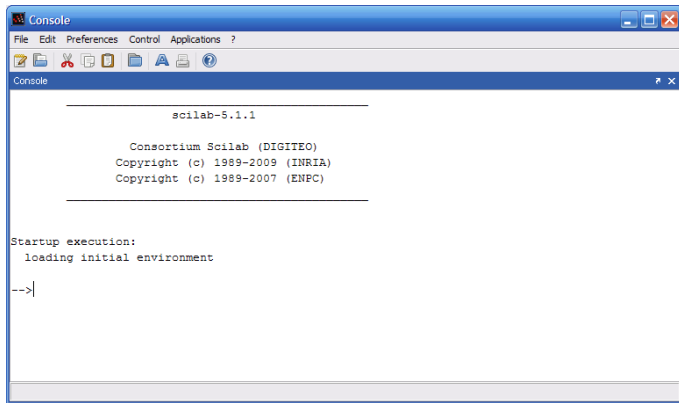 Console
File Edit Preferences Control Applications ?
Console
scilab-5.1.1
Consortium Scilab (DIGITEO)
Copyright (c) 1989-2009 (INRIA)
Copyright (c) 1989-2007 (ENPC)
Startup execution:
loading initial environment
-->